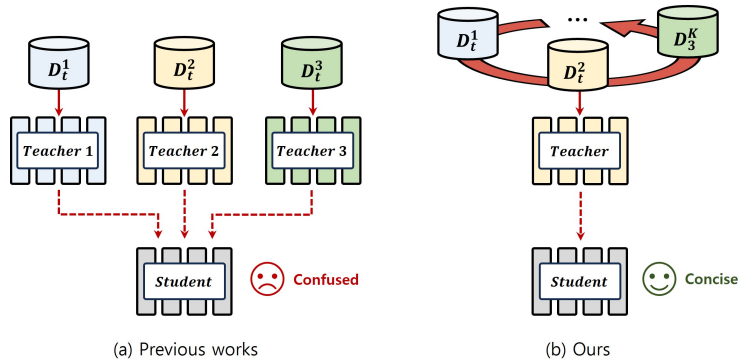 D_t^1 D_t^2 D_t^3
Teacher 1 Teacher 2 Teacher 3
Student Confused
(a) Previous works
D_t^1 ... D_3^K
D_t^2
Teacher
Student Concise
(b) Ours